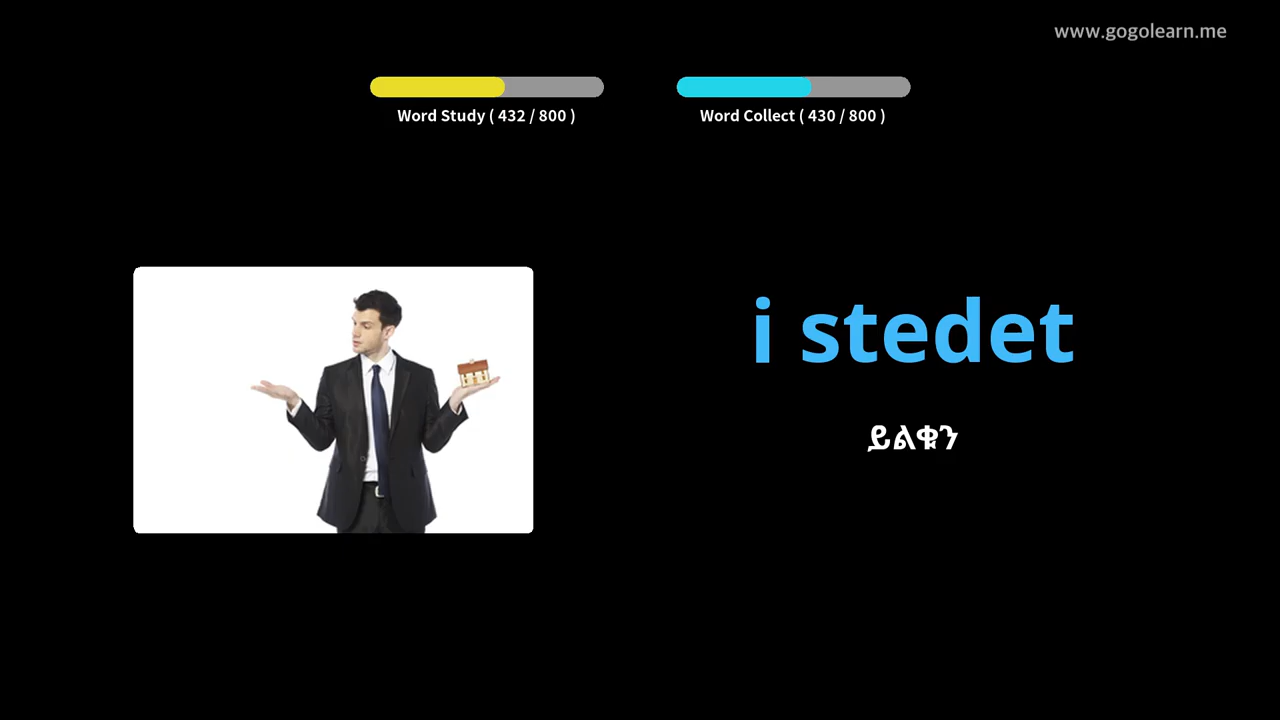 www.gogolearn.me
Word Study ( 432 / 800 )
Word Collect ( 430 / 800 )
i stedet
ይልቁን